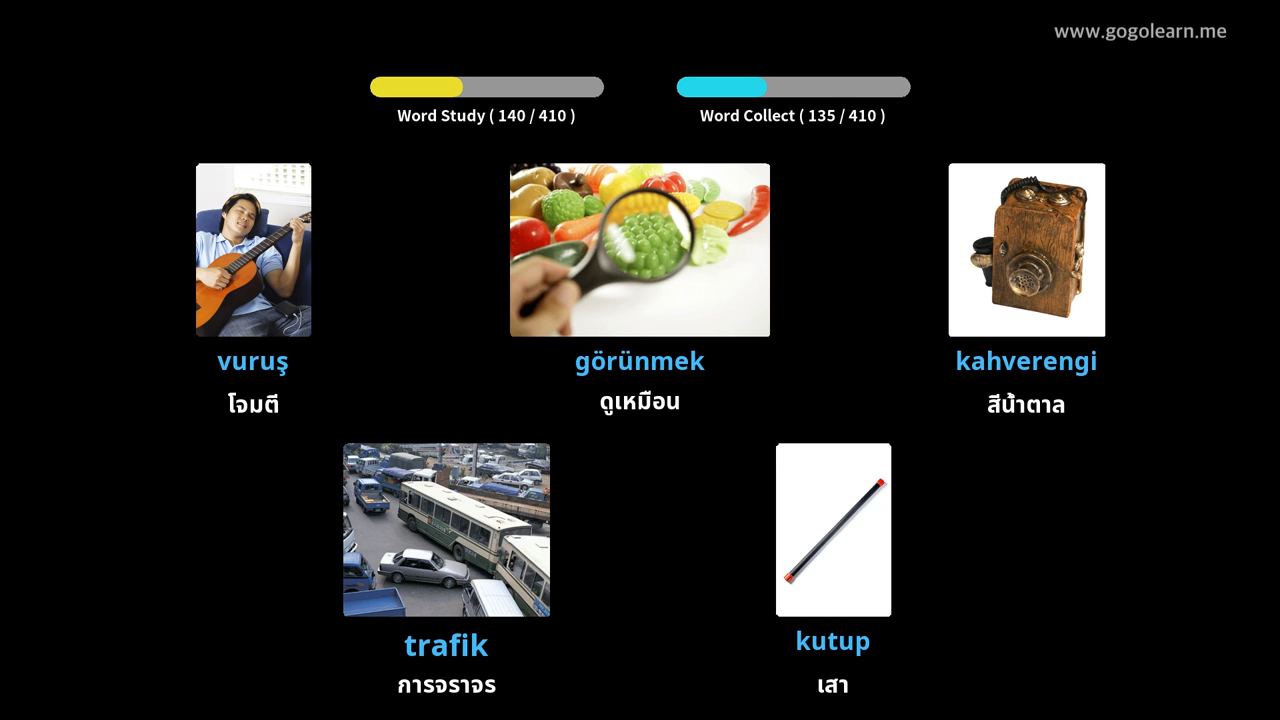 www.gogolearn.me
Word Study ( 140 / 410 )
Word Collect ( 135 / 410 )
vuruş
โจมตี
görünmek
ดูเหมือน
kahverengi
สีน้ำตาล
trafik
การจราจร
kutup
เสา